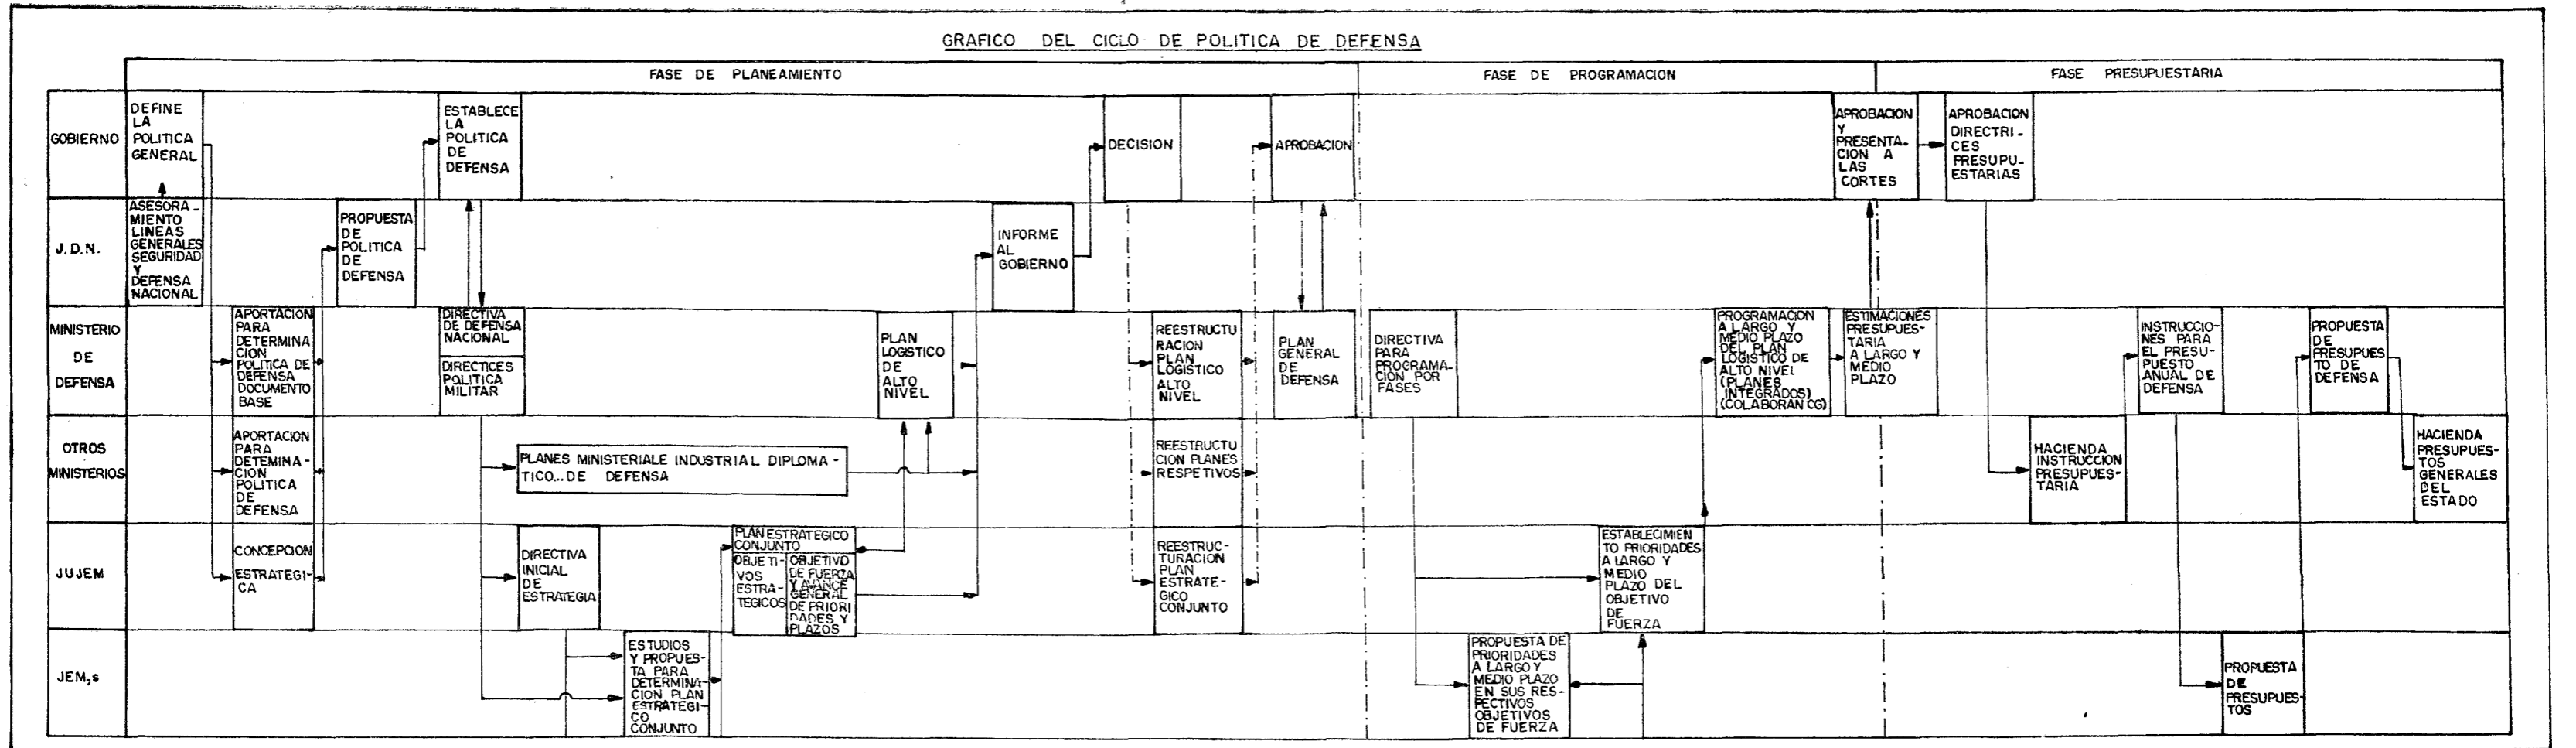 GRAFICO DEL CICLO DE POLITICA DE DEFENSA
FASE DE PLANEAMIENTO
FASE DE PROGRAMACION
FASE PRESUPUESTARIA
GOBIERNO
DEFINE
LA
POLITICA
GENERAL
ESTABLECE
LA
POLITICA
DE
DEFENSA
DECISION
APROBACION
APROBACION
Y
PRESENTA-
CION A
LAS
CORTES
APROBACION
DIRECTRI-
CES
PRESUPU-
ESTARIAS
J.D.N.
ASESORA-
MIENTO
LINEAS
GENERALES
SEGURIDAD
Y
DEFENSA
NACIONAL
PROPUESTA
DE
POLITICA
DE
DEFENSA
INFORME
AL
GOBIERNO
MINISTERIO
DE
DEFENSA
APORTACION
PARA
DETERMINA
CION
POLITICA DE
DEFENSA
DOCUMENTO
BASE
DIRECTIVA
DE DEFENSA
NACIONAL
DIRECTICES
POLITICA
MILITAR
PLAN
LOGISTICO
DE
ALTO
NIVEL
REESTRUCTU
RACION
PLAN
LOGISTICO
ALTO
NIVEL
PLAN
GENERAL
DE
DEFENSA
DIRECTIVA
PARA
PROGRAMA-
CION POR
FASES
PROGRAMACION
A LARGO Y
MEDIO PLAZO
DEL PLAN
LOGISTICO DE
ALTO NIVEL
(PLANES
INTEGRADOS)
(COLABORAN CG)
ESTIMACIONES
PRESUPUES-
TARIA
A LARGO Y
MEDIO
PLAZO
INSTRUCCIO-
NES PARA
EL PRESU-
PUESTO
ANUAL DE
DEFENSA
PROPUESTA
DE
PRESUPUES
TO DE
DEFENSA
OTROS
MINISTERIOS
APORTACION
PARA
DETEMINA-
CION
POLITICA
DE
DEFENSA
PLANES MINISTERIALE INDUSTRIAL DIPLOMA-
TICO... DE DEFENSA
REESTRUCTU
CION PLANES
RESPETIVOS
HACIENDA
INSTRUCCION
PRESUPUES-
TARIA
HACIENDA
PRESUPUES-
TOS
GENERALES
DEL
ESTADO
JUJEM
CONCEPCION
ESTRATEGI-
CA
DIRECTIVA
INICIAL
DE
ESTRATEGIA
PLAN ESTRATEGICO
CONJUNTO
OBJETI-
VOS
ESTRA-
TEGICOS
OBJETIVO
DE FUERZA
Y AVANCE
GENERAL
DE PRIORI
DADES Y
PLAZOS
REESTRUC-
TURACION
PLAN
ESTRATE-
GICO
CONJUNTO
ESTABLECIMIEN
TO PRIORIDADES
A LARGO Y
MEDIO
PLAZO DEL
OBJETIVO
DE
FUERZA
JEM,s
ESTUDIOS
Y PROPUES-
TA PARA
DETERMINA-
CION PLAN
ESTRATEGI-
CO
CONJUNTO
PROPUESTA DE
PRIORIDADES
A LARGO Y
MEDIO PLAZO
EN SUS RES-
PECTIVOS
OBJETIVOS
DE FUERZA
PROPUESTA
DE
PRESUPUES-
TOS